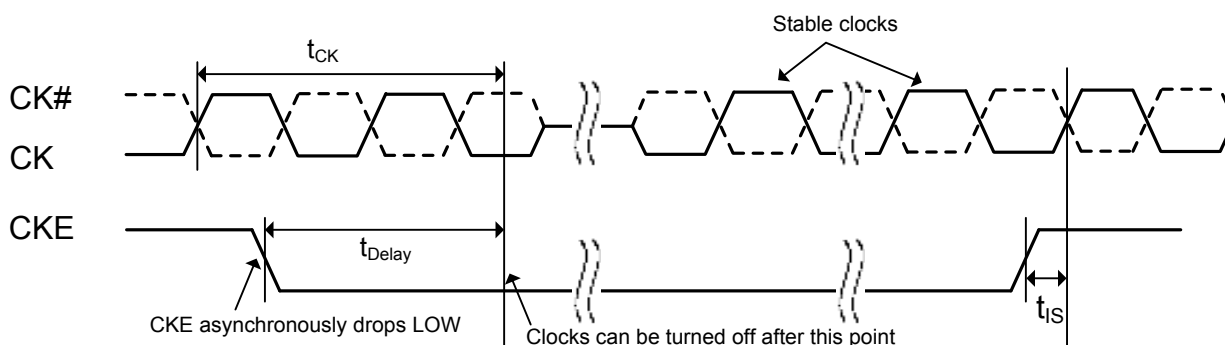 Stable clocks
tCK
CK#
CK
CKE
tDelay
tIS
CKE asynchronously drops LOW
Clocks can be turned off after this point